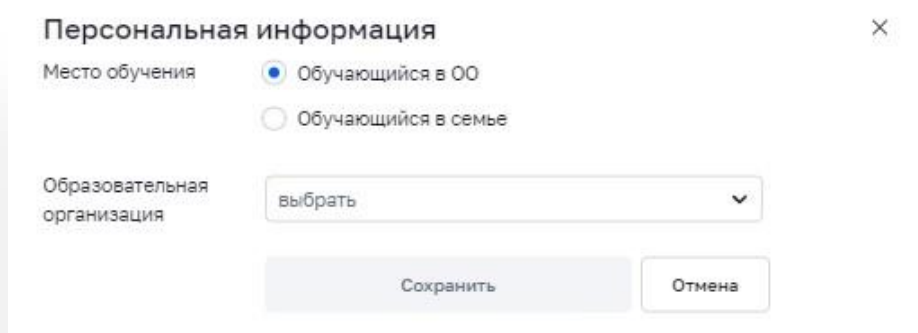 Персональная информация
Место обучения
Обучающийся в ОО
Обучающийся в семье
Образовательная
организация
выбрать
Сохранить
Отмена